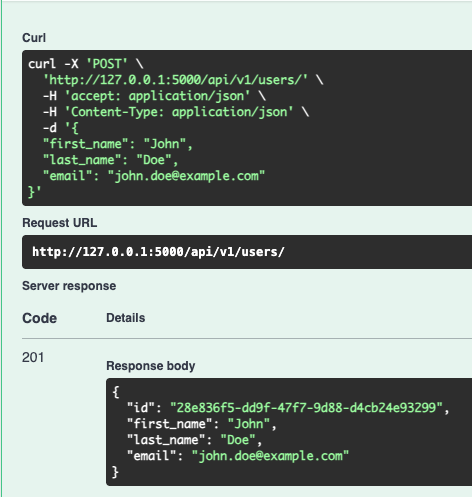 Curl
curl -X 'POST' \
  'http://127.0.0.1:5000/api/v1/users/' \
  -H 'accept: application/json' \
  -H 'Content-Type: application/json' \
  -d '{
  "first_name": "John",
  "last_name": "Doe",
  "email": "john.doe@example.com"
}'
Request URL
http://127.0.0.1:5000/api/v1/users/
Server response
Code Details
201
Response body
{
  "id": "28e836f5-dd9f-47f7-9d88-d4cb24e93299",
  "first_name": "John",
  "last_name": "Doe",
  "email": "john.doe@example.com"
}